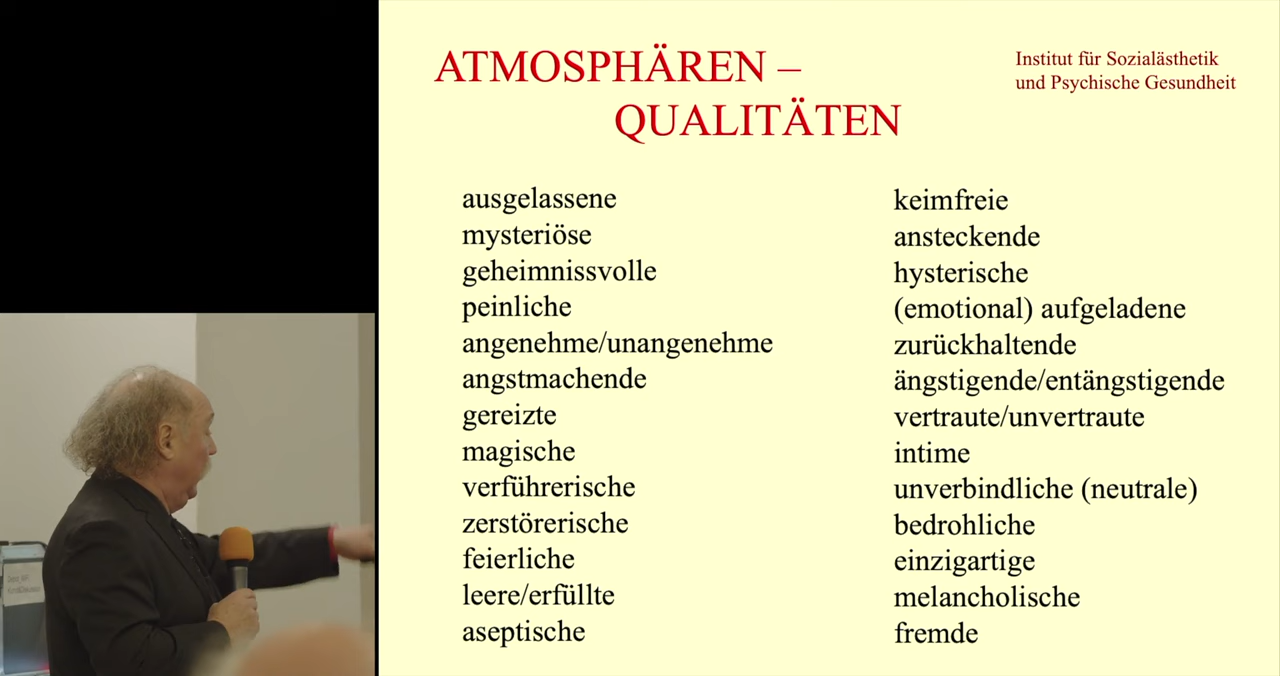 ATMOSPHÄREN –
QUALITÄTEN
Institut für Sozialästhetik
und Psychische Gesundheit
ausgelassene
mysteriöse
geheimnissvolle
peinliche
angenehme/unangenehme
angstmachende
gereizte
magische
verführerische
zerstörerische
feierliche
leere/erfüllte
aseptische
keimfreie
ansteckende
hysterische
(emotional) aufgeladene
zurückhaltende
ängstigende/entängstigende
vertraute/unvertraute
intime
unverbindliche (neutrale)
bedrohliche
einzigartige
melancholische
fremde